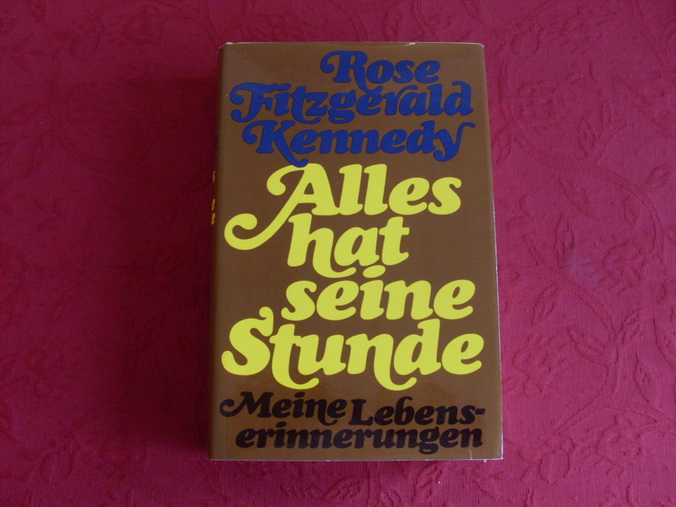 Rose
Fitzgerald
Kennedy
Alles
hat
seine
Stunde
Meine Lebens-
erinnerungen